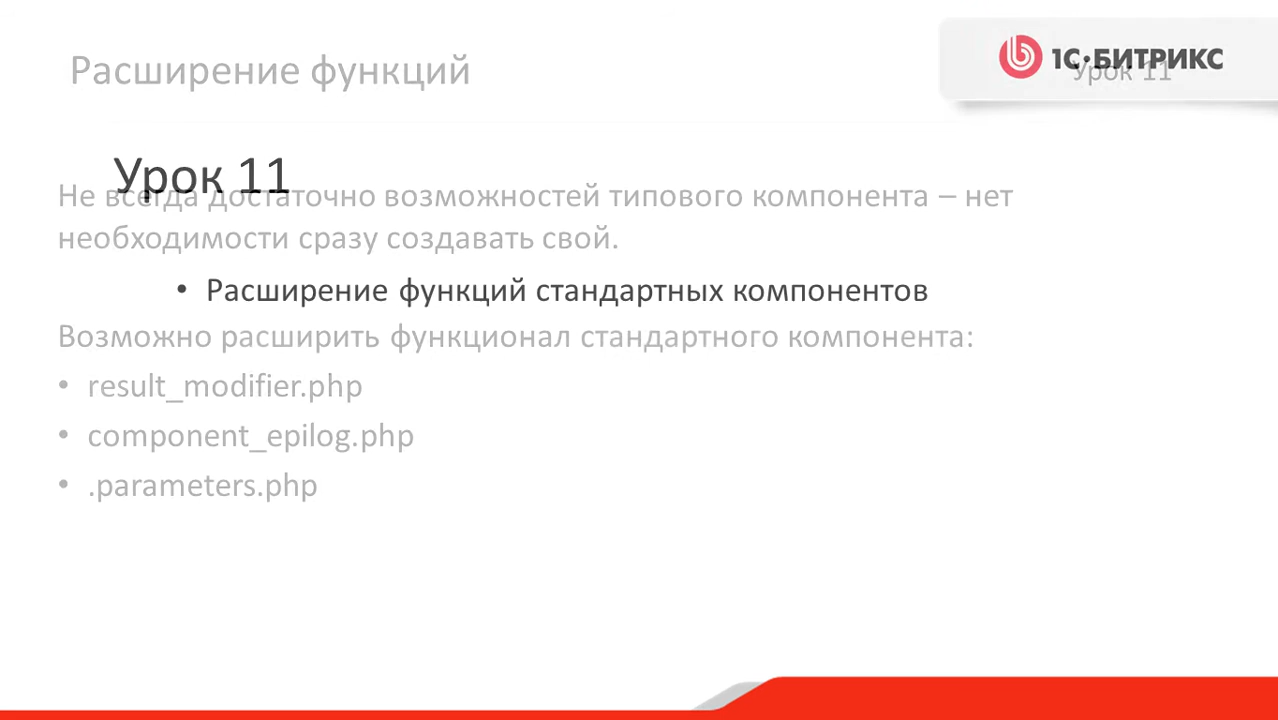 Расширение функций
1С·БИТРИКС
Урок 11
Урок 11
Не всегда достаточно возможностей типового компонента – нет
необходимости сразу создавать свой.
• Расширение функций стандартных компонентов
Возможно расширить функционал стандартного компонента:
• result_modifier.php
• component_epilog.php
• .parameters.php